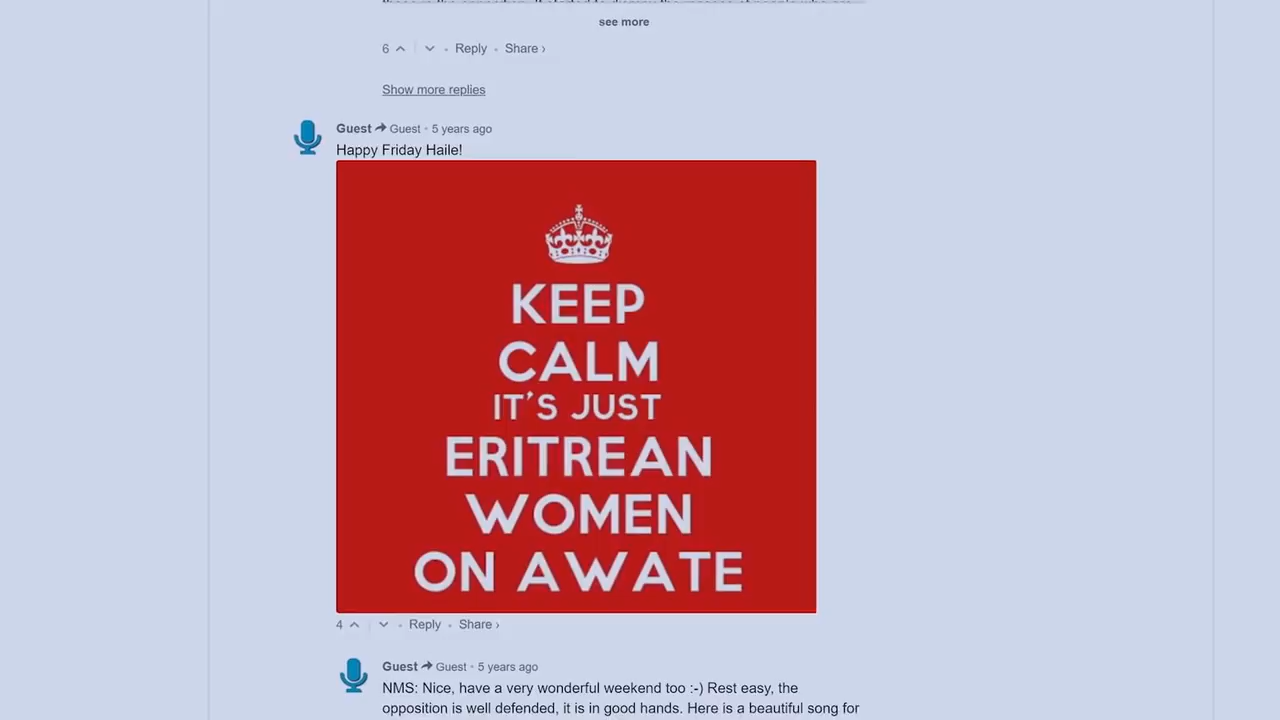 see more
6 • Reply • Share ›
Show more replies
Guest Guest • 5 years ago
Happy Friday Haile!
KEEP
CALM
IT'S JUST
ERITREAN
WOMEN
ON AWATE
4 • Reply • Share ›
Guest Guest • 5 years ago
NMS: Nice, have a very wonderful weekend too :-) Rest easy, the
opposition is well defended, it is in good hands. Here is a beautiful song for